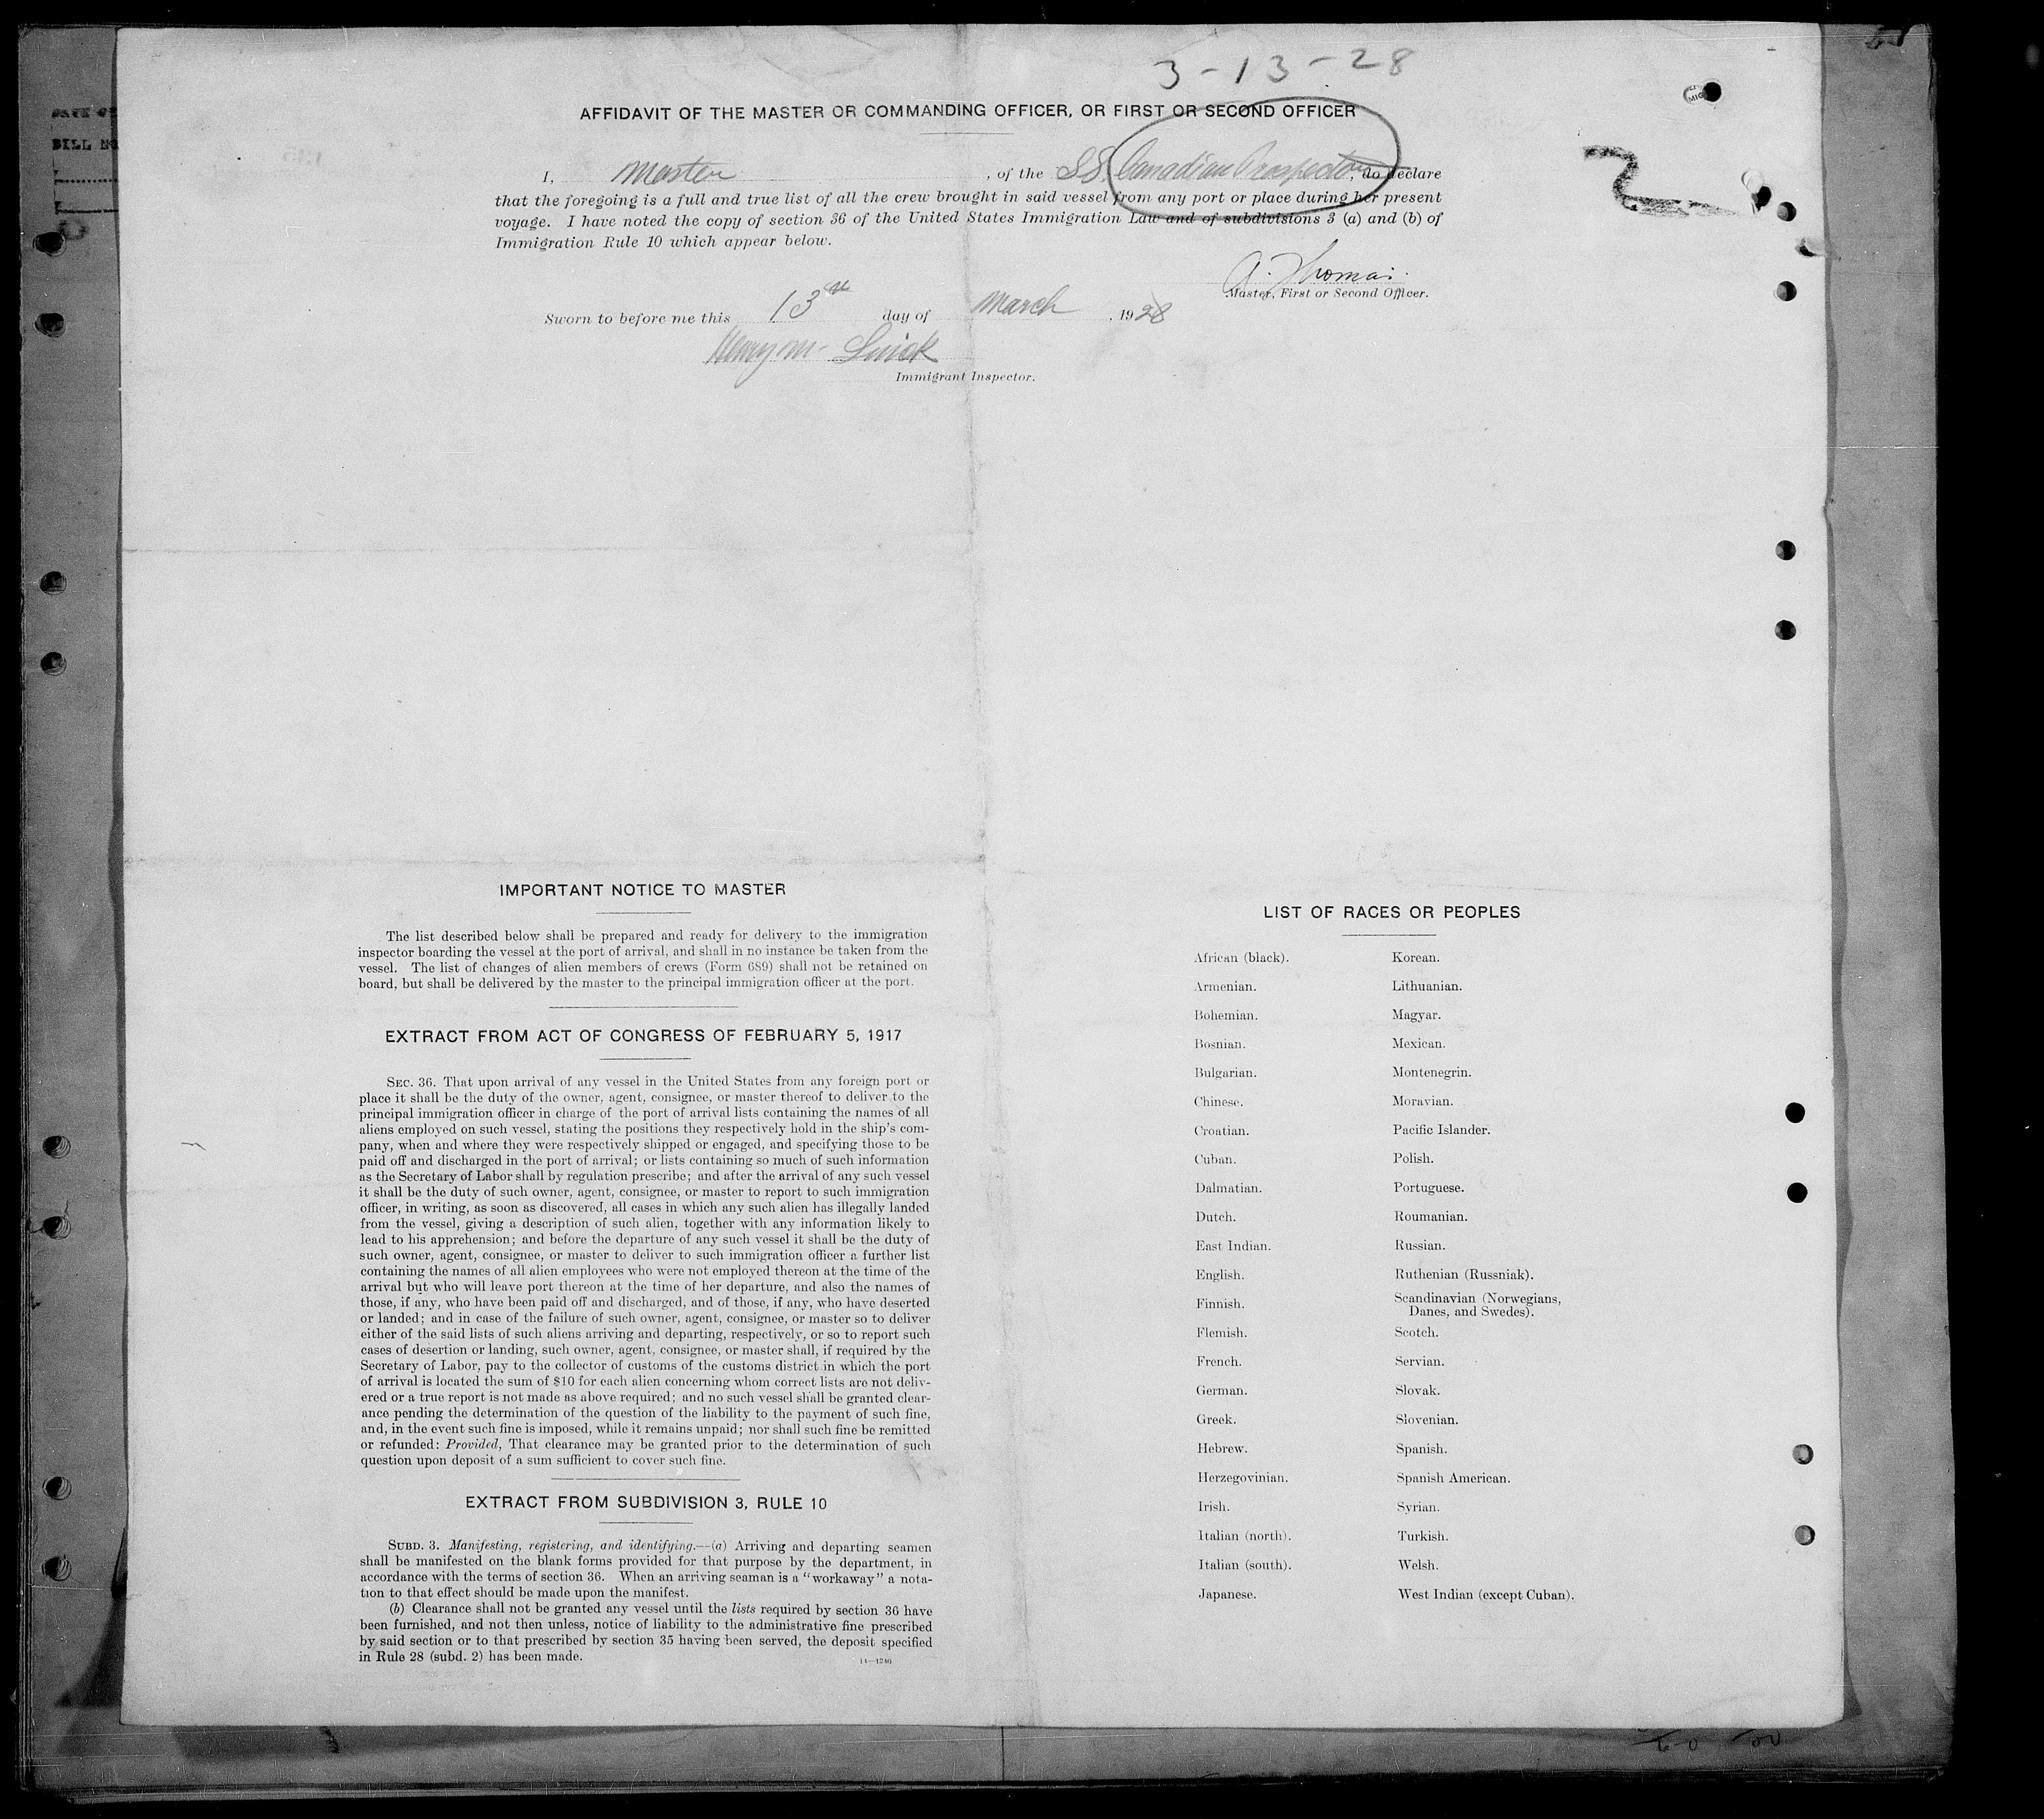 3-13-28
AFFIDAVIT OF THE MASTER OR COMMANDING OFFICER, OR FIRST OR SECOND OFFICER
I, Master, of the SS. Canadian Prospector, do declare
that the foregoing is a full and true list of all the crew brought in said vessel from any port or place during her present
voyage. I have noted the copy of section 36 of the United States Immigration Law and of subdivisions 3 (a) and (b) of
Immigration Rule 10 which appear below.
A. Thomas.
Master, First or Second Officer.
Sworn to before me this 13th day of March, 1928
Henry M.
Immigrant Inspector.
BILL NO
IMPORTANT NOTICE TO MASTER
The list described below shall be prepared and ready for delivery to the immigration
inspector boarding the vessel at the port of arrival, and shall in no instance be taken from the
vessel. The list of changes of alien members of crews (Form 689) shall not be retained on
board, but shall be delivered by the master to the principal immigration officer at the port.
EXTRACT FROM ACT OF CONGRESS OF FEBRUARY 5, 1917
SEC. 36. That upon arrival of any vessel in the United States from any foreign port or
place it shall be the duty of the owner, agent, consignee, or master thereof to deliver to the
principal immigration officer in charge of the port of arrival lists containing the names of all
aliens employed on such vessel, stating the positions they respectively hold in the ship's com-
pany, when and where they were respectively shipped or engaged, and specifying those to be
paid off and discharged in the port of arrival; or lists containing so much of such information
as the Secretary of Labor shall by regulation prescribe; and after the arrival of any such vessel
it shall be the duty of such owner, agent, consignee, or master to report to such immigration
officer, in writing, as soon as discovered, all cases in which any such alien has illegally landed
from the vessel, giving a description of such alien, together with any information likely to
lead to his apprehension; and before the departure of any such vessel it shall be the duty of
such owner, agent, consignee, or master to deliver to such immigration officer a further list
containing the names of all alien employees who were not employed thereon at the time of the
arrival but who will leave port thereon at the time of her departure, and also the names of
those, if any, who have been paid off and discharged, and of those, if any, who have deserted
or landed; and in case of the failure of such owner, agent, consignee, or master so to deliver
either of the said lists of such aliens arriving and departing, respectively, or so to report such
cases of desertion or landing, such owner, agent, consignee, or master shall, if required by the
Secretary of Labor, pay to the collector of customs of the customs district in which the port
of arrival is located the sum of $10 for each alien concerning whom correct lists are not deliv-
ered or a true report is not made as above required; and no such vessel shall be granted clear-
ance pending the determination of the question of the liability to the payment of such fine,
and, in the event such fine is imposed, while it remains unpaid; nor shall such fine be remitted
or refunded: Provided, That clearance may be granted prior to the determination of such
question upon deposit of a sum sufficient to cover such fine.
EXTRACT FROM SUBDIVISION 3, RULE 10
SUBD. 3. Manifesting, registering, and identifying.—(a) Arriving and departing seamen
shall be manifested on the blank forms provided for that purpose by the department, in
accordance with the terms of section 36. When an arriving seaman is a "workaway" a nota-
tion to that effect should be made upon the manifest.
(b) Clearance shall not be granted any vessel until the lists required by section 36 have
been furnished, and not then unless, notice of liability to the administrative fine prescribed
by said section or to that prescribed by section 35 having been served, the deposit specified
in Rule 28 (subd. 2) has been made.
14—1240
LIST OF RACES OR PEOPLES
African (black). Korean.
Armenian. Lithuanian.
Bohemian. Magyar.
Bosnian. Mexican.
Bulgarian. Montenegrin.
Chinese. Moravian.
Croatian. Pacific Islander.
Cuban. Polish.
Dalmatian. Portuguese.
Dutch. Roumanian.
East Indian. Russian.
English. Ruthenian (Russniak).
Finnish. Scandinavian (Norwegians,
Danes, and Swedes).
Flemish. Scotch.
French. Servian.
German. Slovak.
Greek. Slovenian.
Hebrew. Spanish.
Herzegovinian. Spanish American.
Irish. Syrian.
Italian (north). Turkish.
Italian (south). Welsh.
Japanese. West Indian (except Cuban).